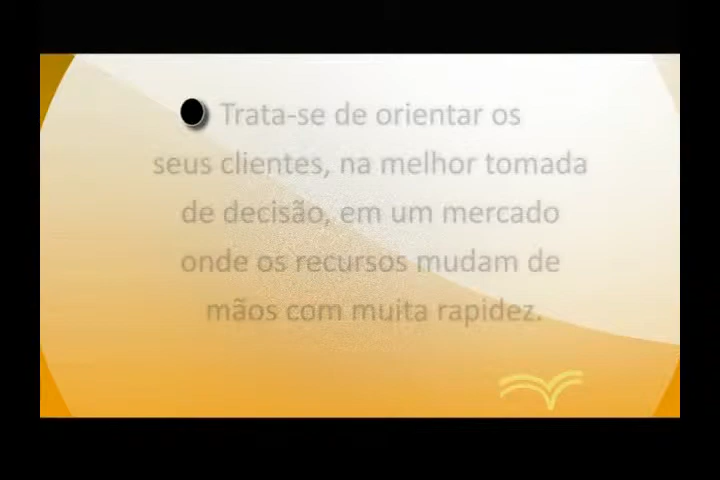 Trata-se de orientar os
seus clientes, na melhor tomada
de decisão, em um mercado
onde os recursos mudam de
mãos com muita rapidez.